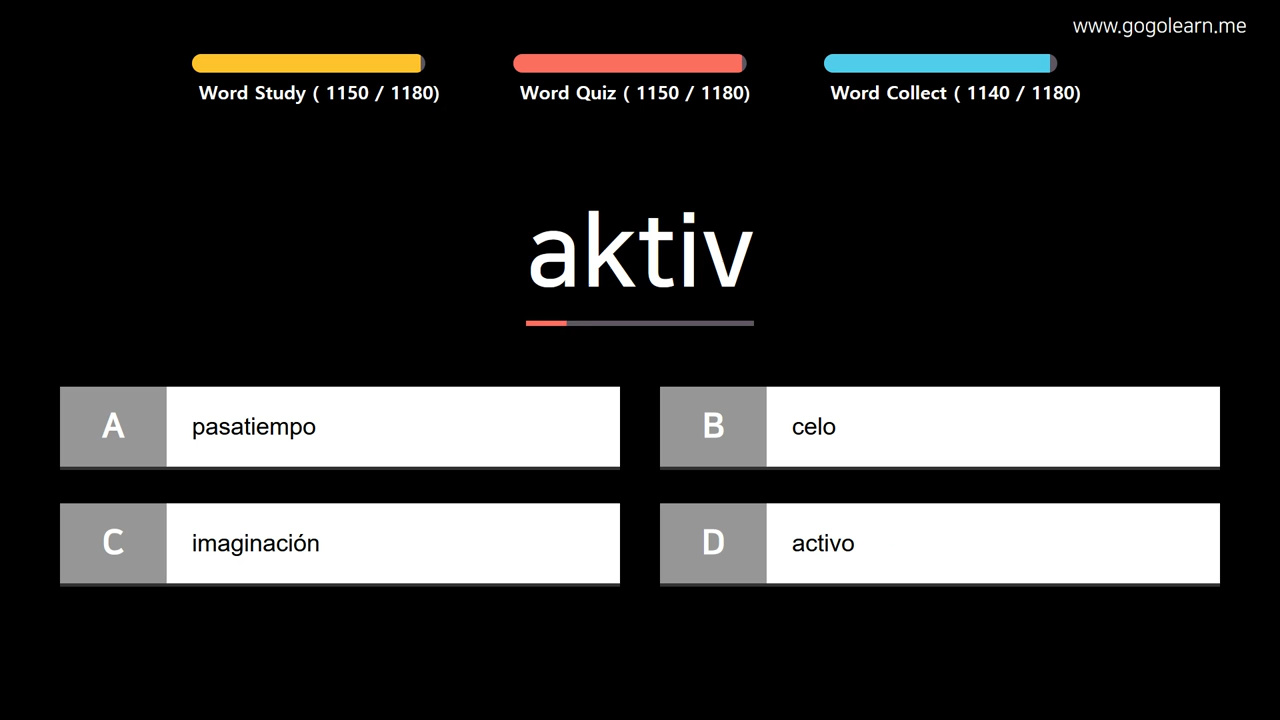 www.gogolearn.me
Word Study ( 1150 / 1180)
Word Quiz ( 1150 / 1180)
Word Collect ( 1140 / 1180)
aktiv
A pasatiempo
B celo
C imaginación
D activo